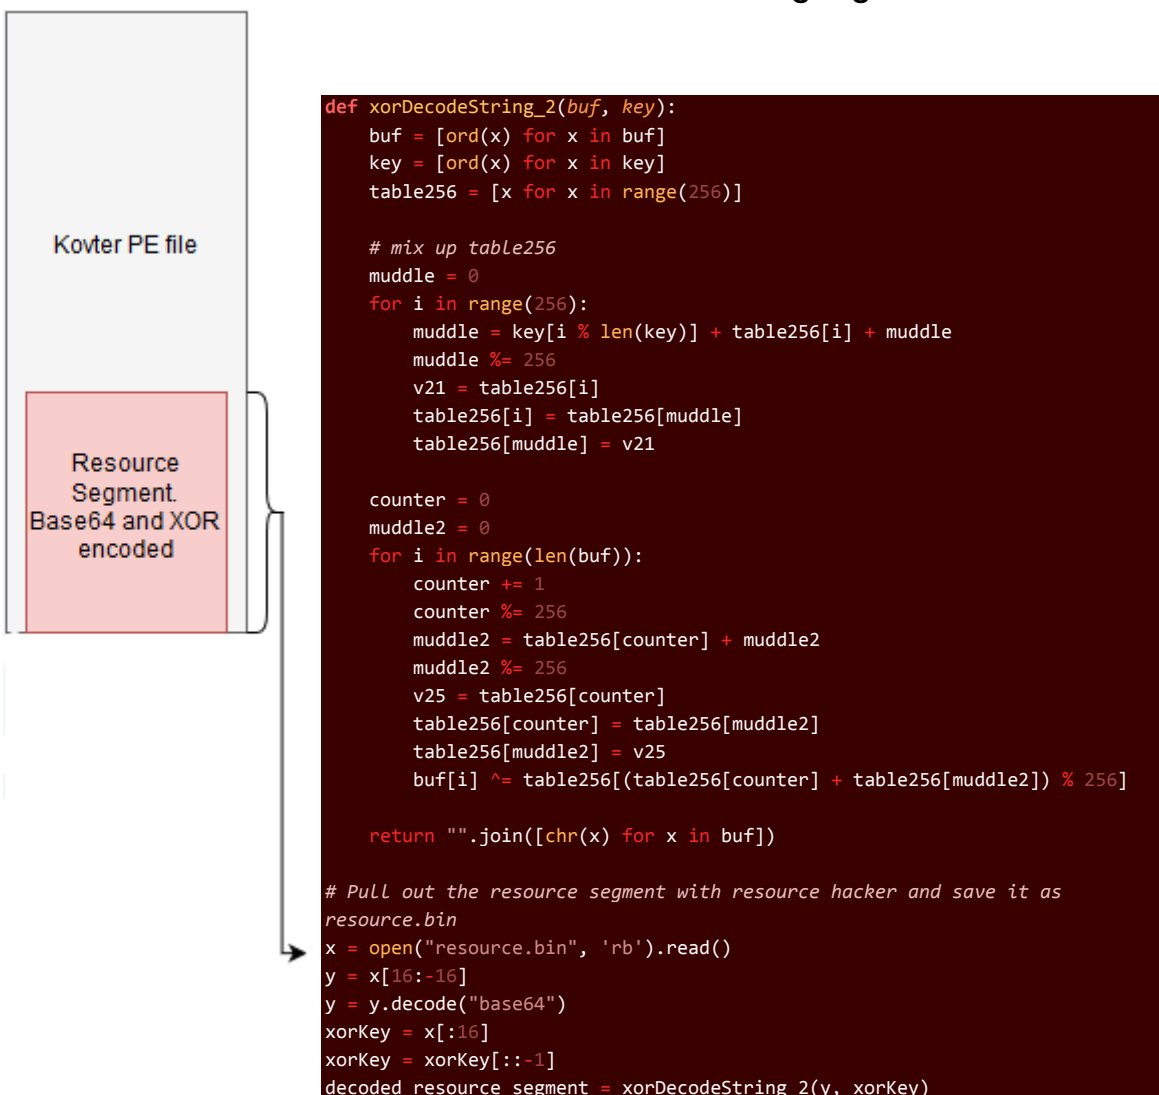 Kovter PE file
Resource
Segment.
Base64 and XOR
encoded
def xorDecodeString_2(buf, key):
    buf = [ord(x) for x in buf]
    key = [ord(x) for x in key]
    table256 = [x for x in range(256)]

    # mix up table256
    muddle = 0
    for i in range(256):
        muddle = key[i % len(key)] + table256[i] + muddle
        muddle %= 256
        v21 = table256[i]
        table256[i] = table256[muddle]
        table256[muddle] = v21

    counter = 0
    muddle2 = 0
    for i in range(len(buf)):
        counter += 1
        counter %= 256
        muddle2 = table256[counter] + muddle2
        muddle2 %= 256
        v25 = table256[counter]
        table256[counter] = table256[muddle2]
        table256[muddle2] = v25
        buf[i] ^= table256[(table256[counter] + table256[muddle2]) % 256]

    return "".join([chr(x) for x in buf])

# Pull out the resource segment with resource hacker and save it as
resource.bin
x = open("resource.bin", 'rb').read()
y = x[16:-16]
y = y.decode("base64")
xorKey = x[:16]
xorKey = xorKey[::-1]
decoded_resource_segment = xorDecodeString_2(y, xorKey)